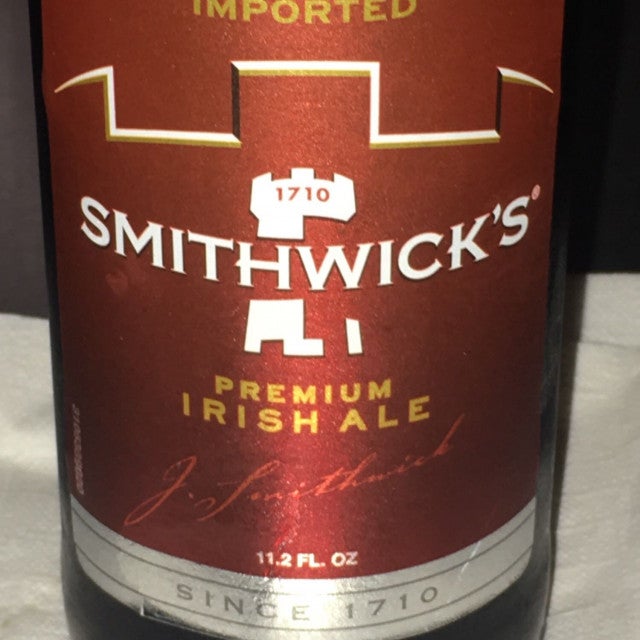 IMPORTED
1710
SMITHWICK'S®
PREMIUM
IRISH ALE
J. Smithwick
11.2 FL. OZ
SINCE 1710